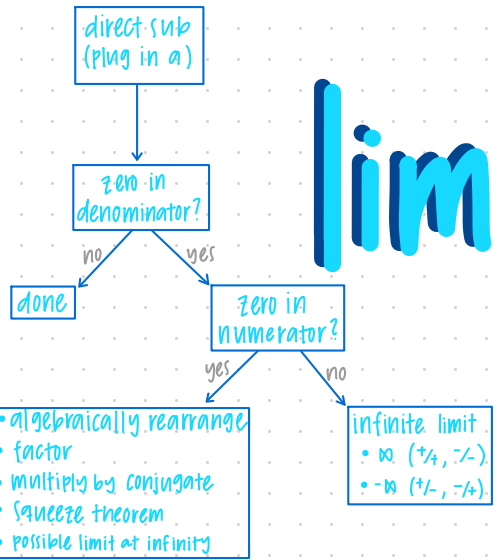 direct sub
(plug in a)
lim
zero in
denominator?
no
yes
done
zero in
numerator?
yes
no
• algebraically rearrange
• factor
• multiply by conjugate
• squeeze theorem
• possible limit at infinity
infinite limit
• ∞ (+/+, -/-)
• -∞ (+/-, -/+)